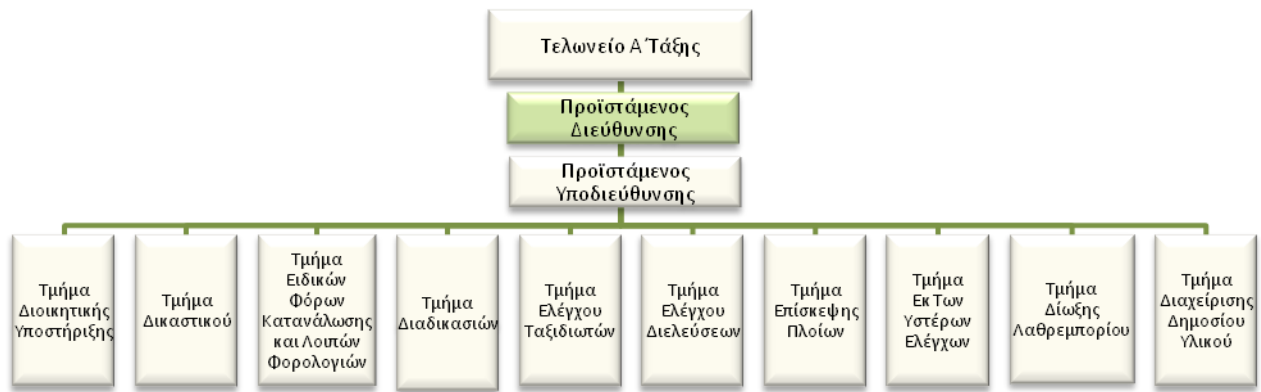 Τελωνείο Α΄Τάξης
Προϊστάμενος
Διεύθυνσης
Προϊστάμενος
Υποδιεύθυνσης
Τμήμα
Διοικητικής
Υποστήριξης
Τμήμα
Δικαστικού
Τμήμα
Ειδικών
Φόρων
Κατανάλωσης
και Λοιπών
Φορολογιών
Τμήμα
Διαδικασιών
Τμήμα
Ελέγχου
Ταξιδιωτών
Τμήμα
Ελέγχου
Διελεύσεων
Τμήμα
Επίσκεψης
Πλοίων
Τμήμα
Εκ Των
Υστέρων
Ελέγχων
Τμήμα
Δίωξης
Λαθρεμπορίου
Τμήμα
Διαχείρισης
Δημοσίου
Υλικού